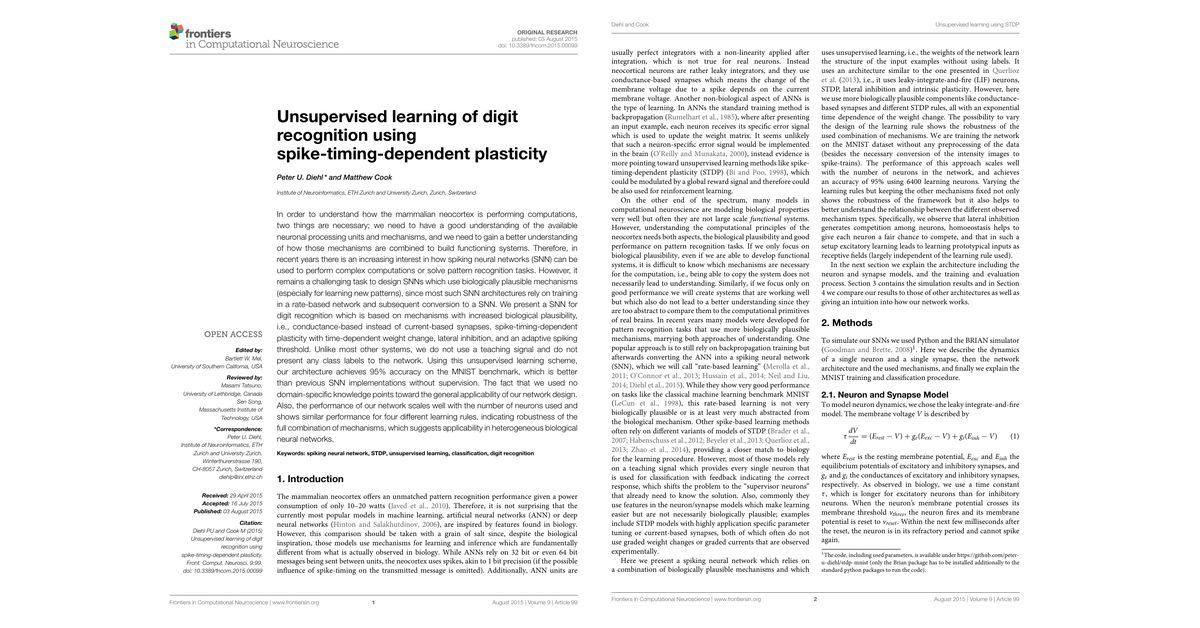 frontiers
in Computational Neuroscience
ORIGINAL RESEARCH
published: 03 August 2015
doi: 10.3389/fncom.2015.00099
Unsupervised learning of digit
recognition using
spike-timing-dependent plasticity
Peter U. Diehl * and Matthew Cook
Institute of Neuroinformatics, ETH Zurich and University Zurich, Zurich, Switzerland
In order to understand how the mammalian neocortex is performing computations,
two things are necessary; we need to have a good understanding of the available
neuronal processing units and mechanisms, and we need to gain a better understanding
of how those mechanisms are combined to build functioning systems. Therefore, in
recent years there is an increasing interest in how spiking neural networks (SNN) can be
used to perform complex computations or solve pattern recognition tasks. However, it
remains a challenging task to design SNNs which use biologically plausible mechanisms
(especially for learning new patterns), since most such SNN architectures rely on training
in a rate-based network and subsequent conversion to a SNN. We present a SNN for
digit recognition which is based on mechanisms with increased biological plausibility,
i.e., conductance-based instead of current-based synapses, spike-timing-dependent
plasticity with time-dependent weight change, lateral inhibition, and an adaptive spiking
threshold. Unlike most other systems, we do not use a teaching signal and do not
present any class labels to the network. Using this unsupervised learning scheme,
our architecture achieves 95% accuracy on the MNIST benchmark, which is better
than previous SNN implementations without supervision. The fact that we used no
domain-specific knowledge points toward the general applicability of our network design.
Also, the performance of our network scales well with the number of neurons used and
shows similar performance for four different learning rules, indicating robustness of the
full combination of mechanisms, which suggests applicability in heterogeneous biological
neural networks.
Keywords: spiking neural network, STDP, unsupervised learning, classification, digit recognition
OPEN ACCESS
Edited by:
Bartlett W. Mel,
University of Southern California, USA
Reviewed by:
Masami Tatsuno,
University of Lethbridge, Canada
Sen Song,
Massachusetts Institute of
Technology, USA
*Correspondence:
Peter U. Diehl,
Institute of Neuroinformatics, ETH
Zurich and University Zurich,
Winterthurerstrasse 190,
CH-8057 Zurich, Switzerland
diehlp@ini.ethz.ch
Received: 29 April 2015
Accepted: 16 July 2015
Published: 03 August 2015
Citation:
Diehl PU and Cook M (2015)
Unsupervised learning of digit
recognition using
spike-timing-dependent plasticity.
Front. Comput. Neurosci. 9:99.
doi: 10.3389/fncom.2015.00099
1. Introduction
The mammalian neocortex offers an unmatched pattern recognition performance given a power
consumption of only 10–20 watts (Javed et al., 2010). Therefore, it is not surprising that the
currently most popular models in machine learning, artificial neural networks (ANN) or deep
neural networks (Hinton and Salakhutdinov, 2006), are inspired by features found in biology.
However, this comparison should be taken with a grain of salt since, despite the biological
inspiration, those models use mechanisms for learning and inference which are fundamentally
different from what is actually observed in biology. While ANNs rely on 32 bit or even 64 bit
messages being sent between units, the neocortex uses spikes, akin to 1 bit precision (if the possible
influence of spike-timing on the transmitted message is omitted). Additionally, ANN units are
Frontiers in Computational Neuroscience | www.frontiersin.org
1
August 2015 | Volume 9 | Article 99
Diehl and Cook
Unsupervised learning using STDP
usually perfect integrators with a non-linearity applied after
integration, which is not true for real neurons. Instead
neocortical neurons are rather leaky integrators, and they use
conductance-based synapses which means the change of the
membrane voltage due to a spike depends on the current
membrane voltage. Another non-biological aspect of ANNs is
the type of learning. In ANNs the standard training method is
backpropagation (Rumelhart et al., 1985), where after presenting
an input example, each neuron receives its specific error signal
which is used to update the weight matrix. It seems unlikely
that such a neuron-specific error signal would be implemented
in the brain (O'Reilly and Munakata, 2000), instead evidence is
more pointing toward unsupervised learning methods like spike-
timing-dependent plasticity (STDP) (Bi and Poo, 1998), which
could be modulated by a global reward signal and therefore could
be also used for reinforcement learning.
On the other end of the spectrum, many models in
computational neuroscience are modeling biological properties
very well but often they are not large scale functional systems.
However, understanding the computational principles of the
neocortex needs both aspects, the biological plausibility and good
performance on pattern recognition tasks. If we only focus on
biological plausibility, even if we are able to develop functional
systems, it is difficult to know which mechanisms are necessary
for the computation, i.e., being able to copy the system does not
necessarily lead to understanding. Similarly, if we focus only on
good performance we will create systems that are working well
but which also do not lead to a better understanding since they
are too abstract to compare them to the computational primitives
of real brains. In recent years many models were developed for
pattern recognition tasks that use more biologically plausible
mechanisms, marrying both approaches of understanding. One
popular approach is to still rely on backpropagation training but
afterwards converting the ANN into a spiking neural network
(SNN), which we will call "rate-based learning" (Merolla et al.,
2011; O'Connor et al., 2013; Hussain et al., 2014; Neil and Liu,
2014; Diehl et al., 2015). While they show very good performance
on tasks like the classical machine learning benchmark MNIST
(LeCun et al., 1998), this rate-based learning is not very
biologically plausible or is at least very much abstracted from
the biological mechanism. Other spike-based learning methods
often rely on different variants of models of STDP (Brader et al.,
2007; Habenschuss et al., 2012; Beyeler et al., 2013; Querlioz et al.,
2013; Zhao et al., 2014), providing a closer match to biology
for the learning procedure. However, most of those models rely
on a teaching signal which provides every single neuron that
is used for classification with feedback indicating the correct
response, which shifts the problem to the "supervisor neurons"
that already need to know the solution. Also, commonly they
use features in the neuron/synapse models which make learning
easier but are not necessarily biologically plausible; examples
include STDP models with highly application specific parameter
tuning or current-based synapses, both of which often do not
use graded weight changes or graded currents that are observed
experimentally.
Here we present a spiking neural network which relies on
a combination of biologically plausible mechanisms and which
uses unsupervised learning, i.e., the weights of the network learn
the structure of the input examples without using labels. It
uses an architecture similar to the one presented in Querlioz
et al. (2013), i.e., it uses leaky-integrate-and-fire (LIF) neurons,
STDP, lateral inhibition and intrinsic plasticity. However, here
we use more biologically plausible components like conductance-
based synapses and different STDP rules, all with an exponential
time dependence of the weight change. The possibility to vary
the design of the learning rule shows the robustness of the
used combination of mechanisms. We are training the network
on the MNIST dataset without any preprocessing of the data
(besides the necessary conversion of the intensity images to
spike-trains). The performance of this approach scales well
with the number of neurons in the network, and achieves
an accuracy of 95% using 6400 learning neurons. Varying the
learning rules but keeping the other mechanisms fixed not only
shows the robustness of the framework but it also helps to
better understand the relationship between the different observed
mechanism types. Specifically, we observe that lateral inhibition
generates competition among neurons, homoeostasis helps to
give each neuron a fair chance to compete, and that in such a
setup excitatory learning leads to learning prototypical inputs as
receptive fields (largely independent of the learning rule used).
In the next section we explain the architecture including the
neuron and synapse models, and the training and evaluation
process. Section 3 contains the simulation results and in Section
4 we compare our results to those of other architectures as well as
giving an intuition into how our network works.
2. Methods
To simulate our SNNs we used Python and the BRIAN simulator
(Goodman and Brette, 2008)1. Here we describe the dynamics
of a single neuron and a single synapse, then the network
architecture and the used mechanisms, and finally we explain the
MNIST training and classification procedure.
2.1. Neuron and Synapse Model
To model neuron dynamics, we chose the leaky integrate-and-fire
model. The membrane voltage V is described by
τ dV/dt = (Erest − V) + ge(Eexc − V) + gi(Einh − V) (1)
where Erest is the resting membrane potential, Eexc and Einh the
equilibrium potentials of excitatory and inhibitory synapses, and
ge and gi the conductances of excitatory and inhibitory synapses,
respectively. As observed in biology, we use a time constant
τ, which is longer for excitatory neurons than for inhibitory
neurons. When the neuron's membrane potential crosses its
membrane threshold vthres, the neuron fires and its membrane
potential is reset to vreset. Within the next few milliseconds after
the reset, the neuron is in its refractory period and cannot spike
again.
1The code, including used parameters, is available under https://github.com/peter-
u-diehl/stdp-mnist (only the Brian package has to be installed additionally to the
standard python packages to run the code).
Frontiers in Computational Neuroscience | www.frontiersin.org
2
August 2015 | Volume 9 | Article 99